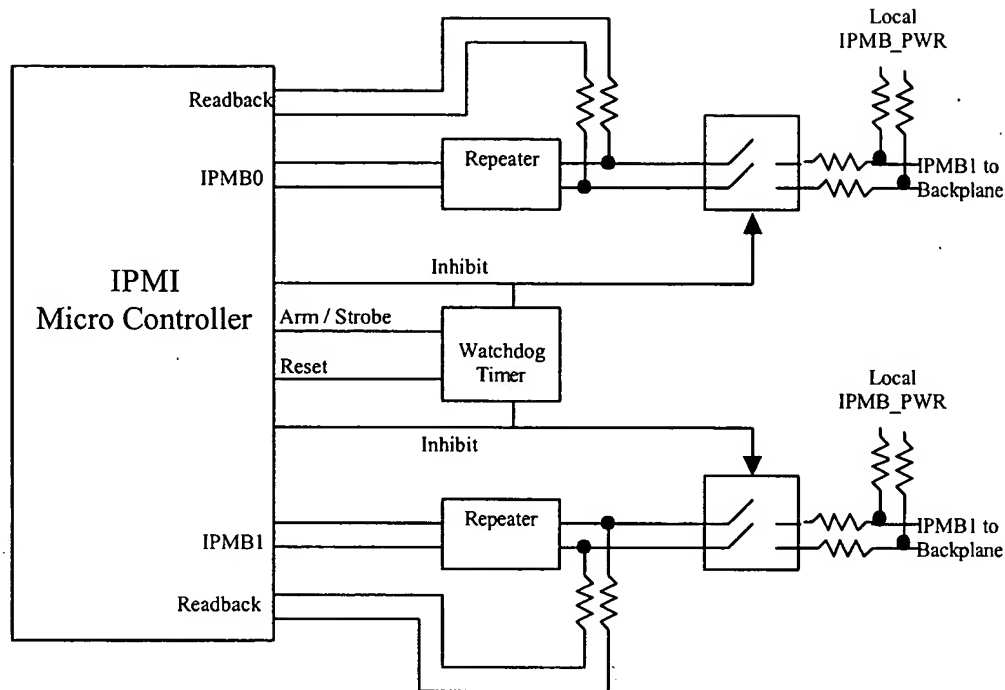 Local
IPMB_PWR
Readback
Repeater
IPMB0
IPMB1 to
Backplane
Inhibit
IPMI
Micro Controller
Arm / Strobe
Watchdog
Timer
Reset
Local
IPMB_PWR
Inhibit
Repeater
IPMB1
IPMB1 to
Backplane
Readback